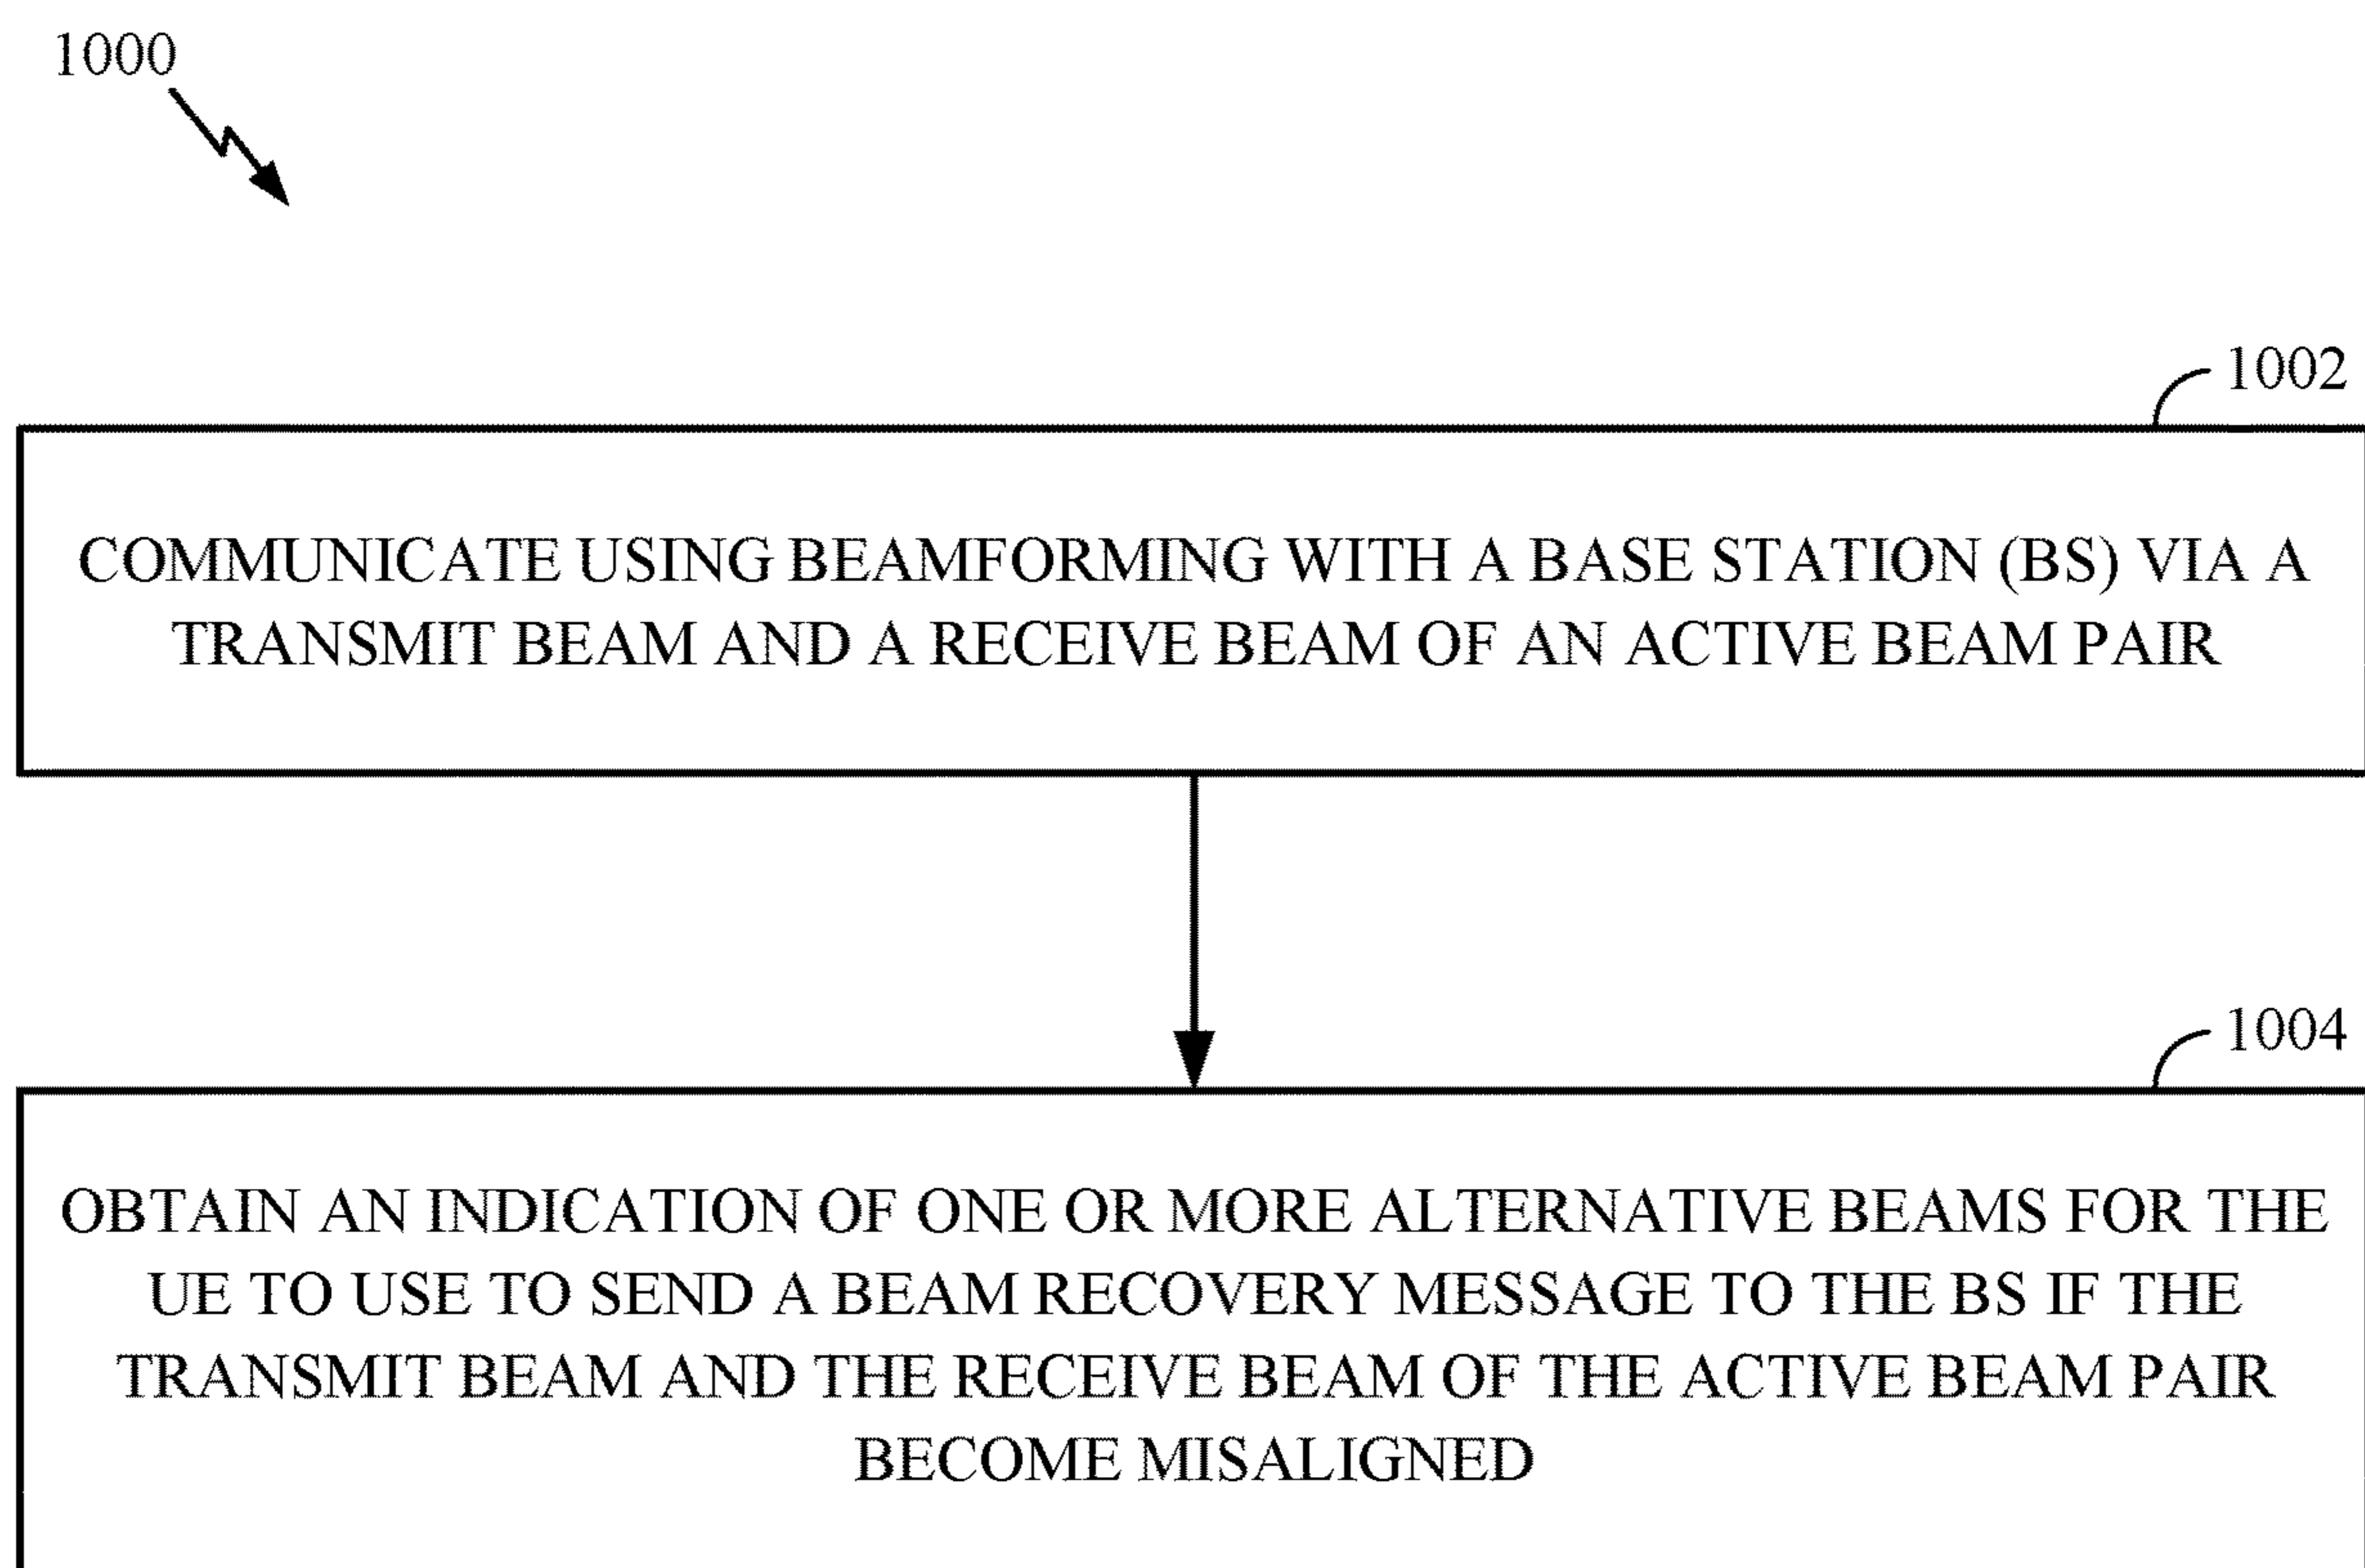 1000
1002
COMMUNICATE USING BEAMFORMING WITH A BASE STATION (BS) VIA A
TRANSMIT BEAM AND A RECEIVE BEAM OF AN ACTIVE BEAM PAIR
1004
OBTAIN AN INDICATION OF ONE OR MORE ALTERNATIVE BEAMS FOR THE
UE TO USE TO SEND A BEAM RECOVERY MESSAGE TO THE BS IF THE
TRANSMIT BEAM AND THE RECEIVE BEAM OF THE ACTIVE BEAM PAIR
BECOME MISALIGNED